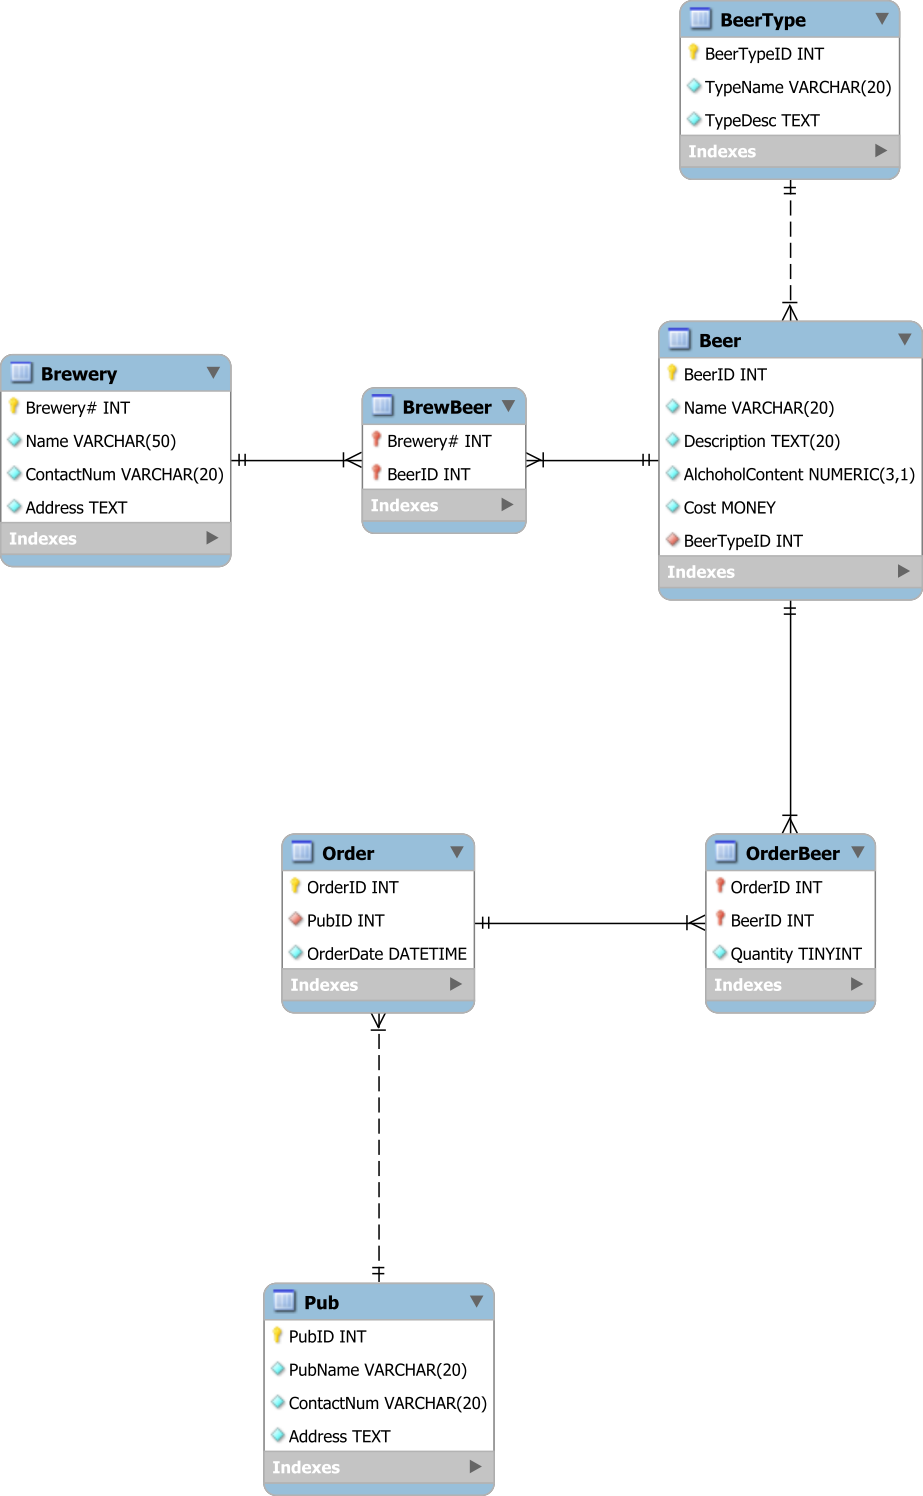 BeerType
BeerTypeID INT
TypeName VARCHAR(20)
TypeDesc TEXT
Indexes
Beer
BeerID INT
Name VARCHAR(20)
Description TEXT(20)
AlchoholContent NUMERIC(3,1)
Cost MONEY
BeerTypeID INT
Indexes
Brewery
Brewery# INT
Name VARCHAR(50)
ContactNum VARCHAR(20)
Address TEXT
Indexes
BrewBeer
Brewery# INT
BeerID INT
Indexes
Order
OrderID INT
PubID INT
OrderDate DATETIME
Indexes
OrderBeer
OrderID INT
BeerID INT
Quantity TINYINT
Indexes
Pub
PubID INT
PubName VARCHAR(20)
ContactNum VARCHAR(20)
Address TEXT
Indexes